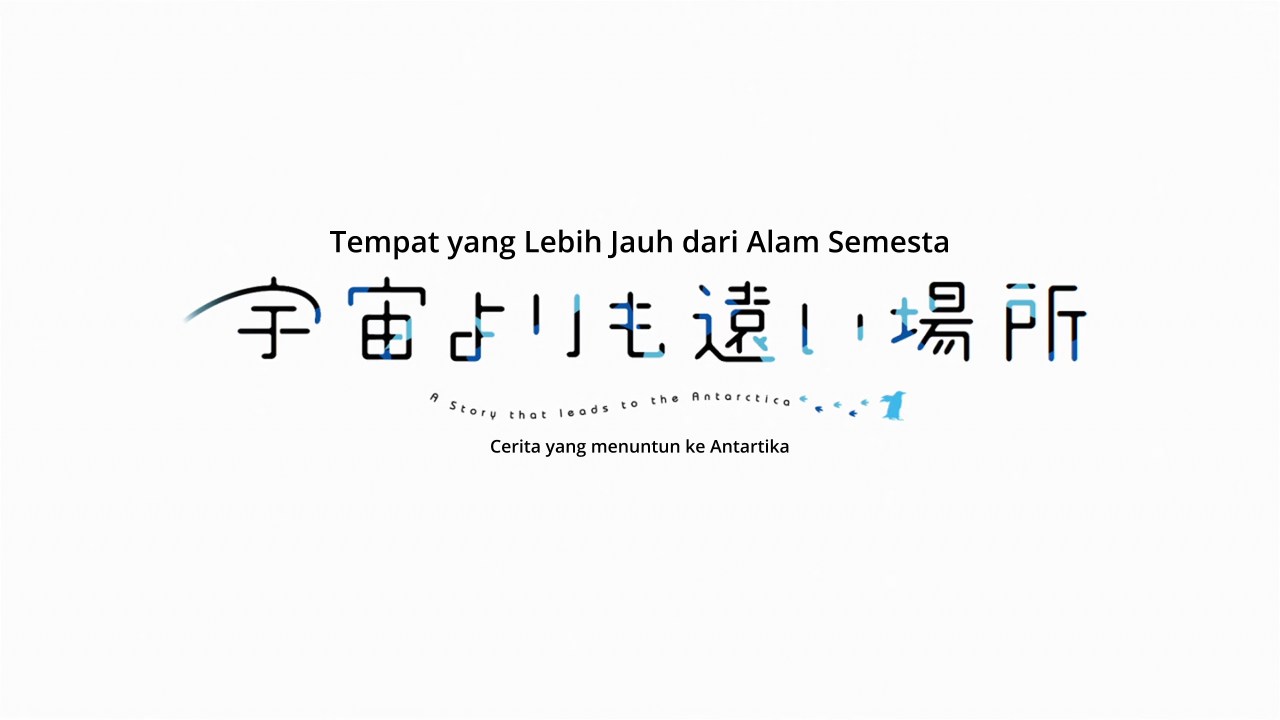 Tempat yang Lebih Jauh dari Alam Semesta
宇宙よりも遠い場所
A Story that leads to the Antarctica
Cerita yang menuntun ke Antartika